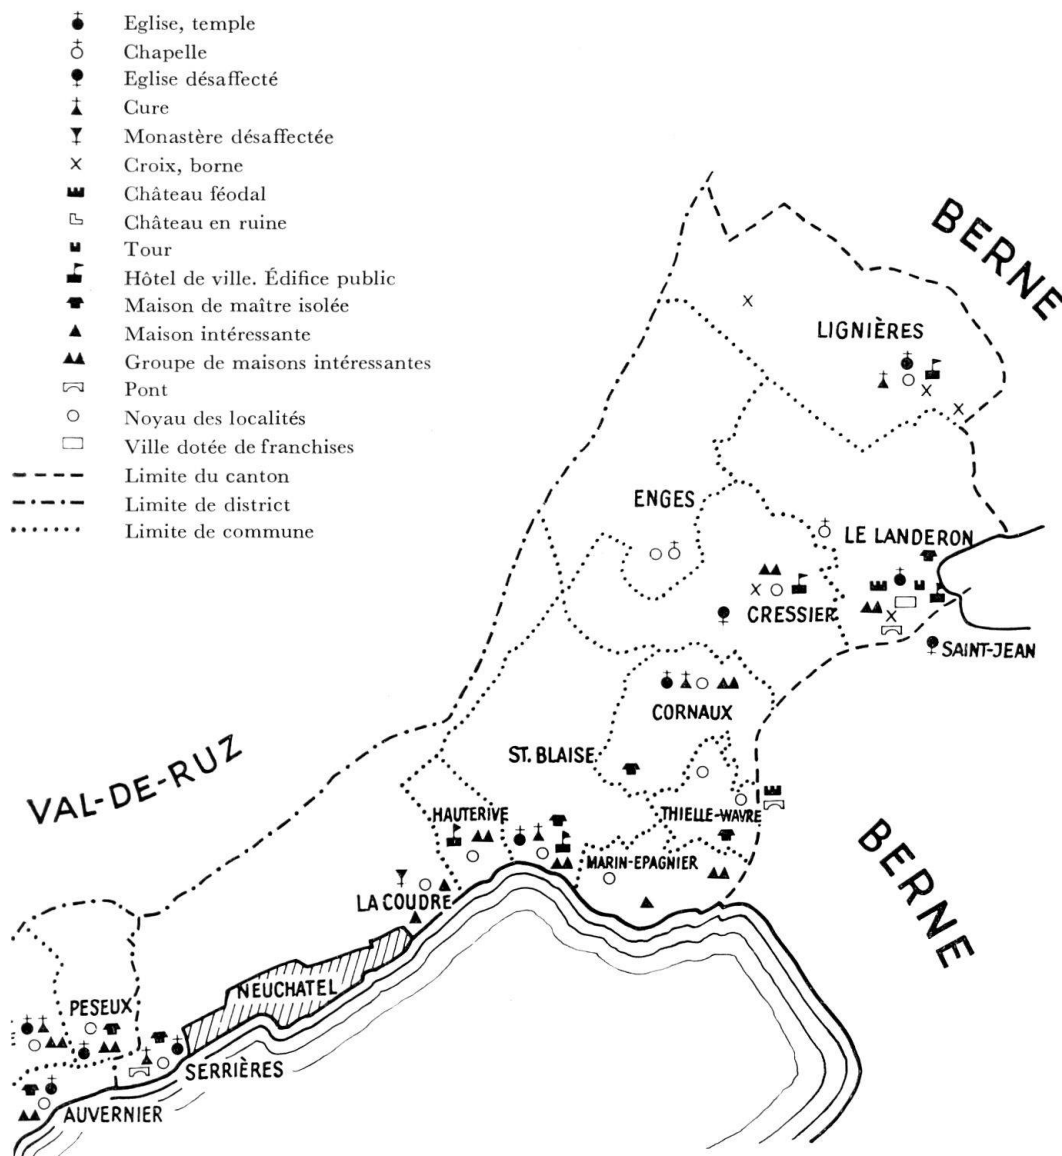 Eglise, temple
Chapelle
Eglise désaffecté
Cure
Monastère désaffectée
Croix, borne
Château féodal
Château en ruine
Tour
Hôtel de ville. Édifice public
Maison de maître isolée
Maison intéressante
Groupe de maisons intéressantes
Pont
Noyau des localités
Ville dotée de franchises
Limite du canton
Limite de district
Limite de commune
BERNE
LIGNIÈRES
ENGES
LE LANDERON
CRESSIER
SAINT-JEAN
CORNAUX
ST. BLAISE
VAL-DE-RUZ
HAUTERIVE
THIELLE-WAVRE
MARIN-EPAGNIER
BERNE
LA COUDRE
NEUCHATEL
PESEUX
SERRIÈRES
AUVERNIER